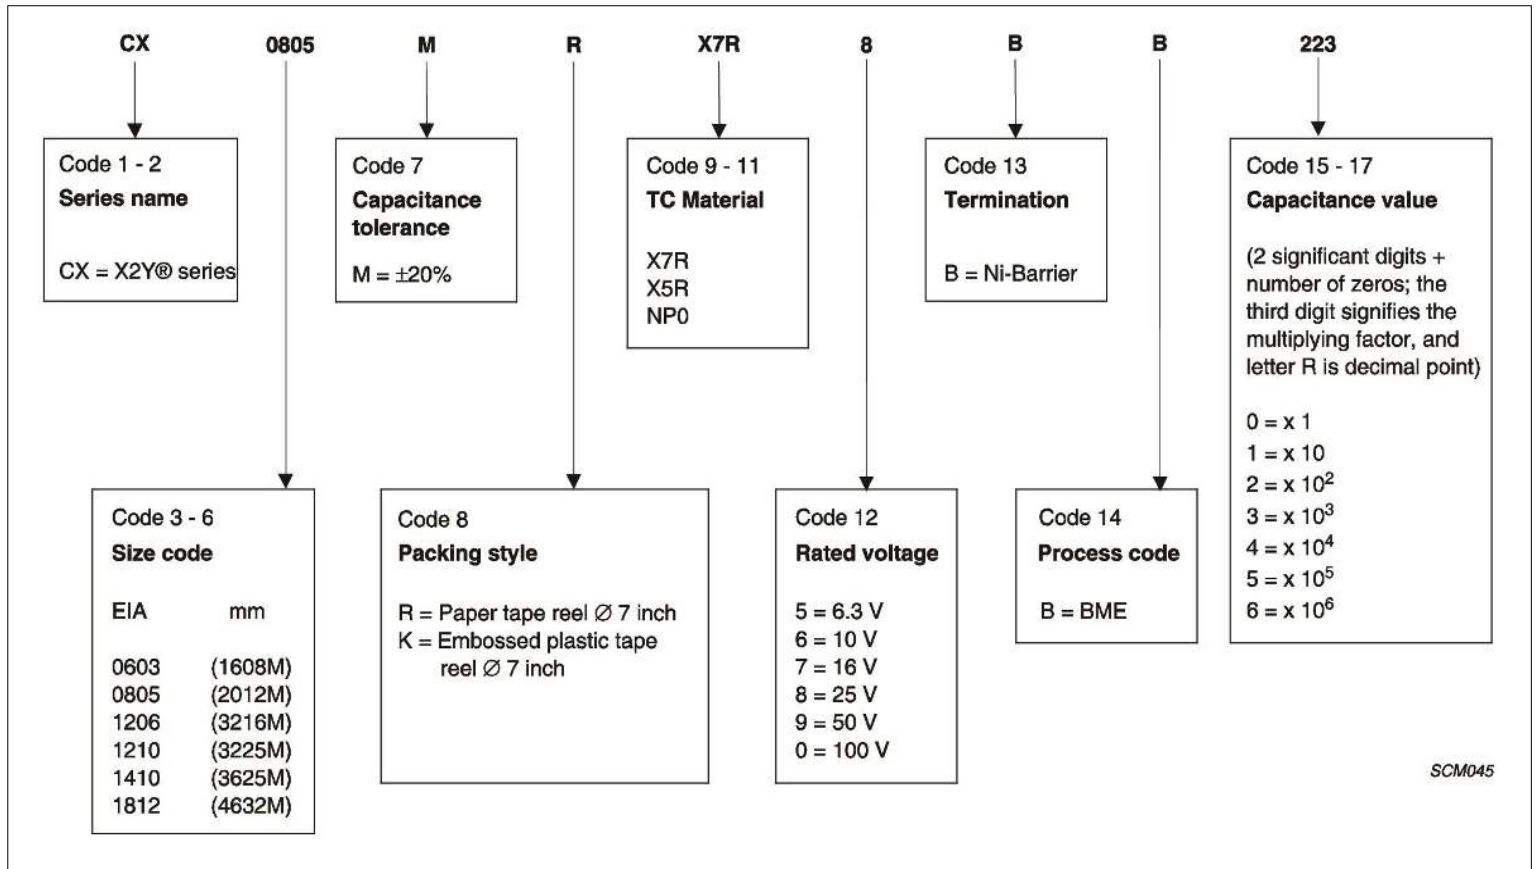 CX 0805 M R X7R 8 B B 223
Code 1 - 2
Series name
CX = X2Y® series
Code 7
Capacitance
tolerance
M = ±20%
Code 9 - 11
TC Material
X7R
X5R
NP0
Code 13
Termination
B = Ni-Barrier
Code 15 - 17
Capacitance value
(2 significant digits +
number of zeros; the
third digit signifies the
multiplying factor, and
letter R is decimal point)
0 = x 1
1 = x 10
2 = x 10²
3 = x 10³
4 = x 10⁴
5 = x 10⁵
6 = x 10⁶
Code 3 - 6
Size code
EIA mm
0603 (1608M)
0805 (2012M)
1206 (3216M)
1210 (3225M)
1410 (3625M)
1812 (4632M)
Code 8
Packing style
R = Paper tape reel Ø 7 inch
K = Embossed plastic tape
reel Ø 7 inch
Code 12
Rated voltage
5 = 6.3 V
6 = 10 V
7 = 16 V
8 = 25 V
9 = 50 V
0 = 100 V
Code 14
Process code
B = BME
SCM045